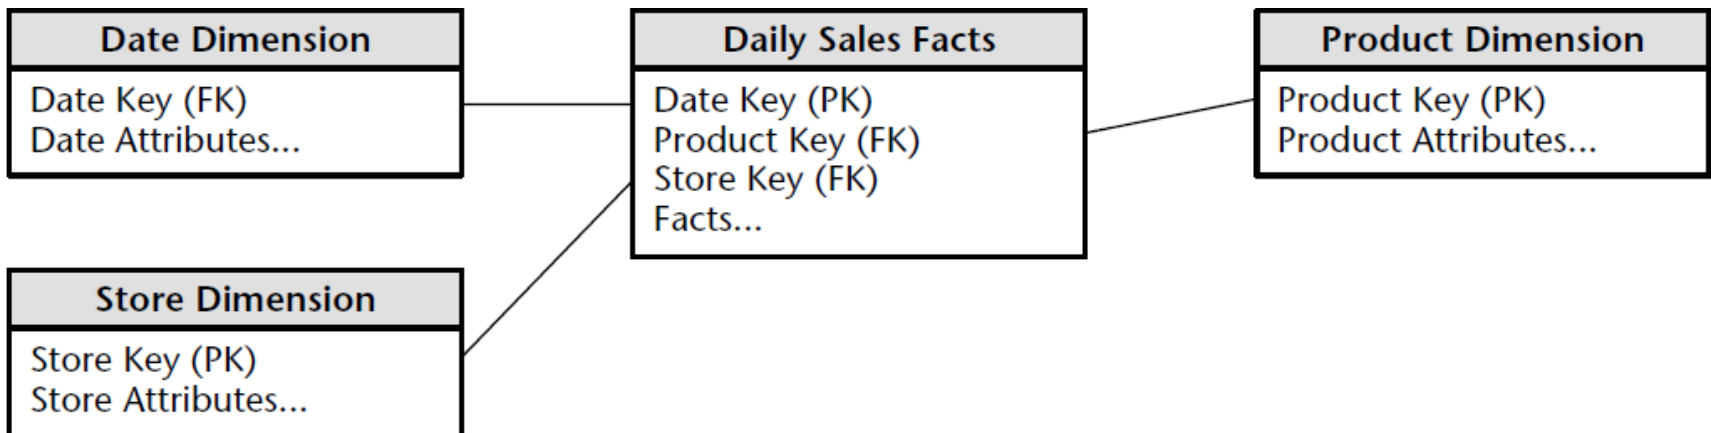 Date Dimension
Date Key (FK)
Date Attributes...
Daily Sales Facts
Date Key (PK)
Product Key (FK)
Store Key (FK)
Facts...
Product Dimension
Product Key (PK)
Product Attributes...
Store Dimension
Store Key (PK)
Store Attributes...